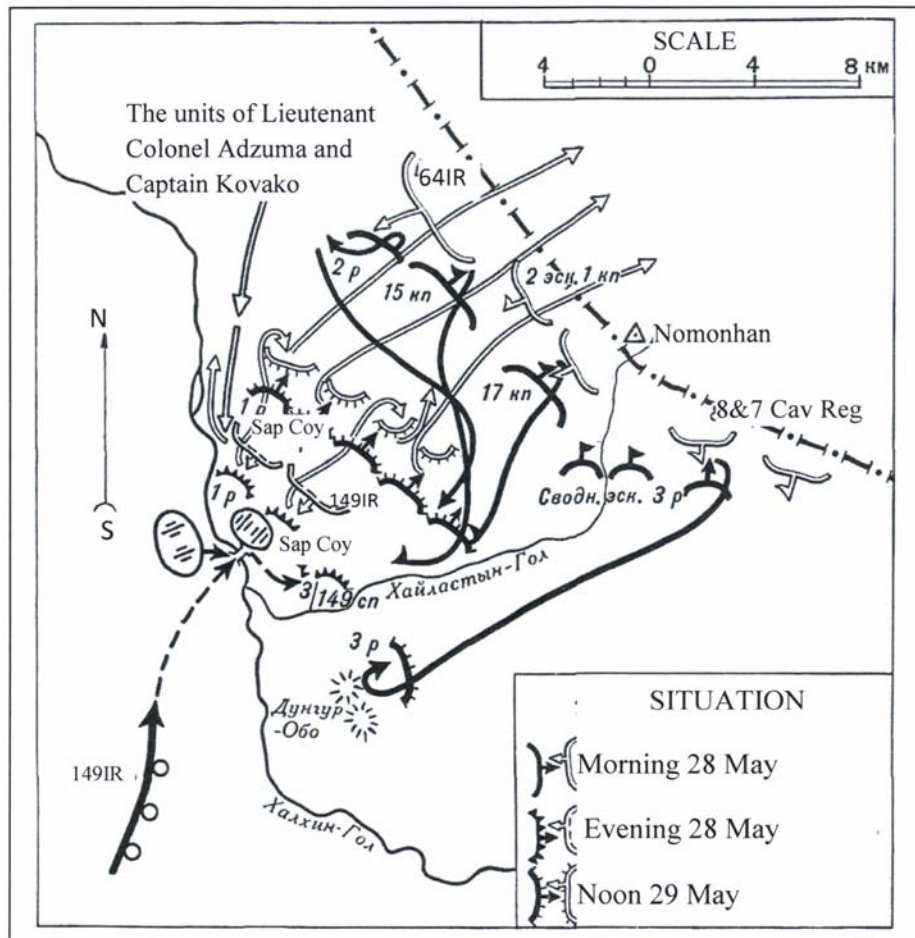 SCALE
4 0 8 км
The units of Lieutenant
Colonel Adzuma and
Captain Kovako
64IR
2 р
15 кп
2 эск. 1 кп
N
Nomonhan
17 кп
8&7 Cav Reg
1 р
Sap Coy
1 р
149IR
Сводн. эск. 3 р
S
Sap Coy
Хайластын-Гол
3/149 сп
3 р
Дунгур
-Обо
149IR
Халхин-Гол
SITUATION
Morning 28 May
Evening 28 May
Noon 29 May